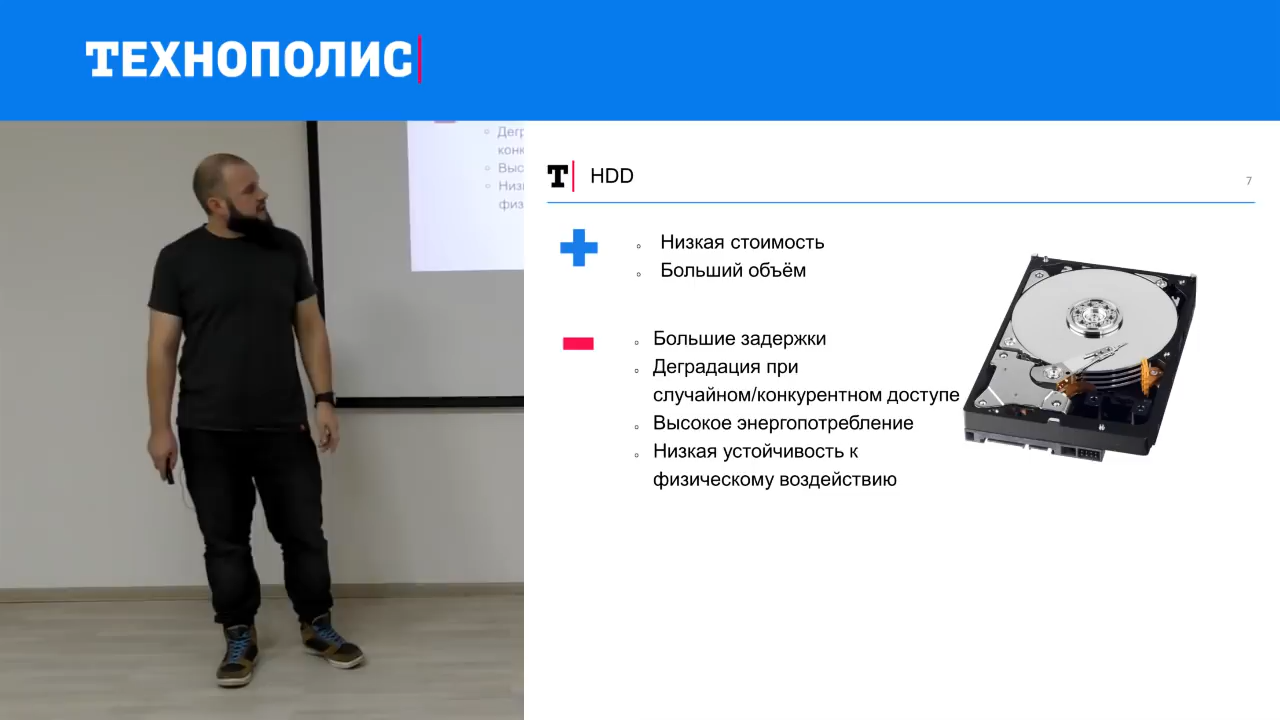 ТЕХНОПОЛИС
T HDD
7
Низкая стоимость
Больший объём
Большие задержки
Деградация при
случайном/конкурентном доступе
Высокое энергопотребление
Низкая устойчивость к
физическому воздействию